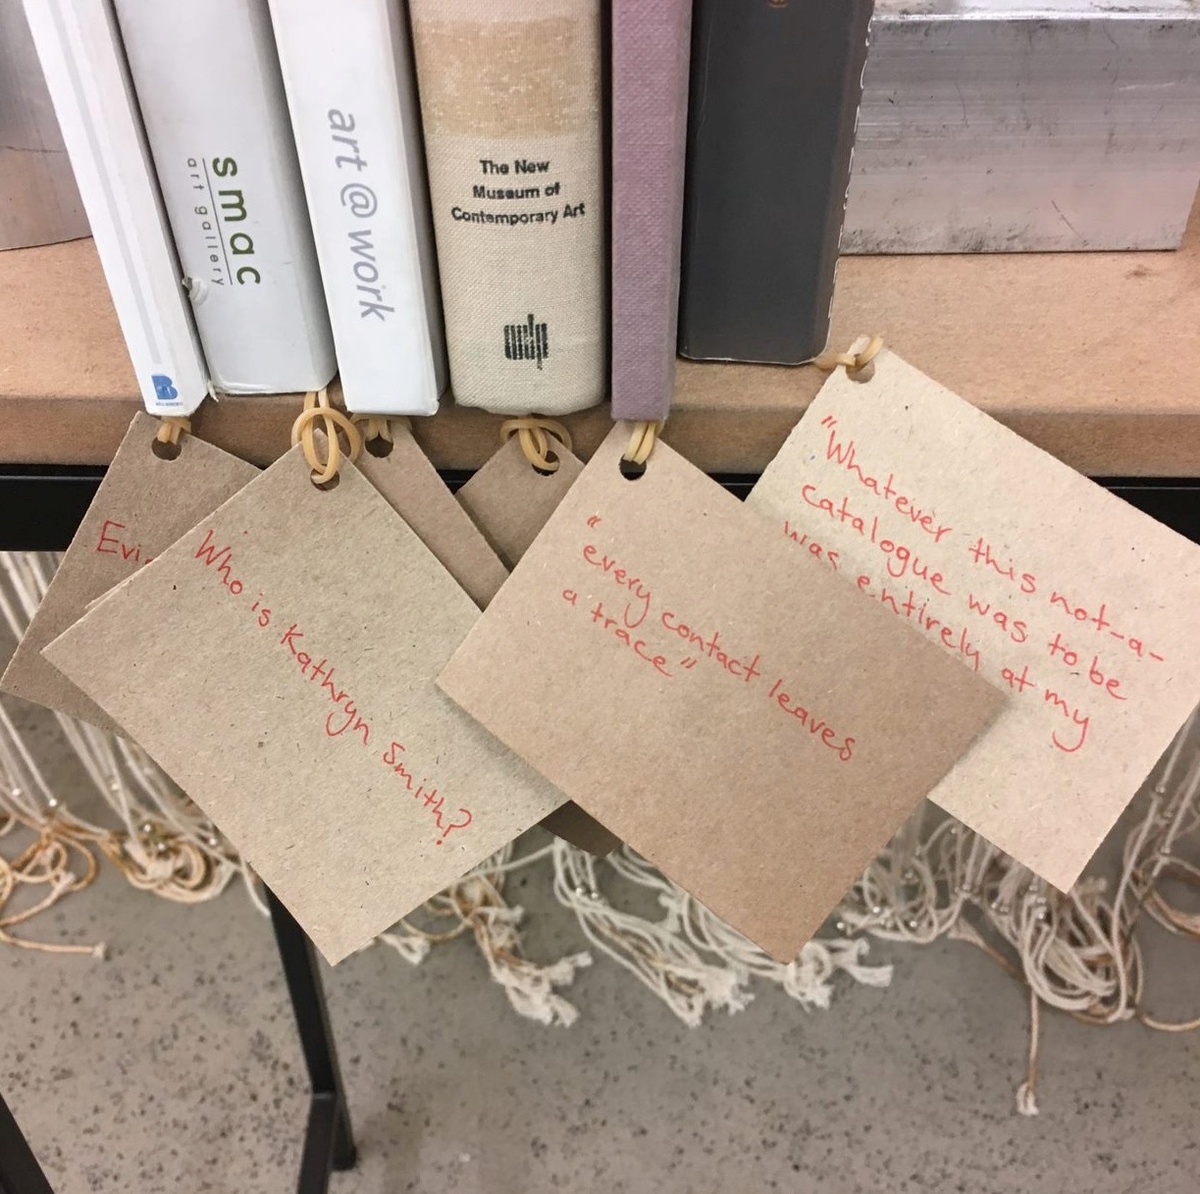 smac
art gallery
art @ work
The New
Museum of
Contemporary Art
Who is Kathryn Smith?
"
every contact leaves
a trace"
"Whatever this not-a-
catalogue was to be
was entirely at my